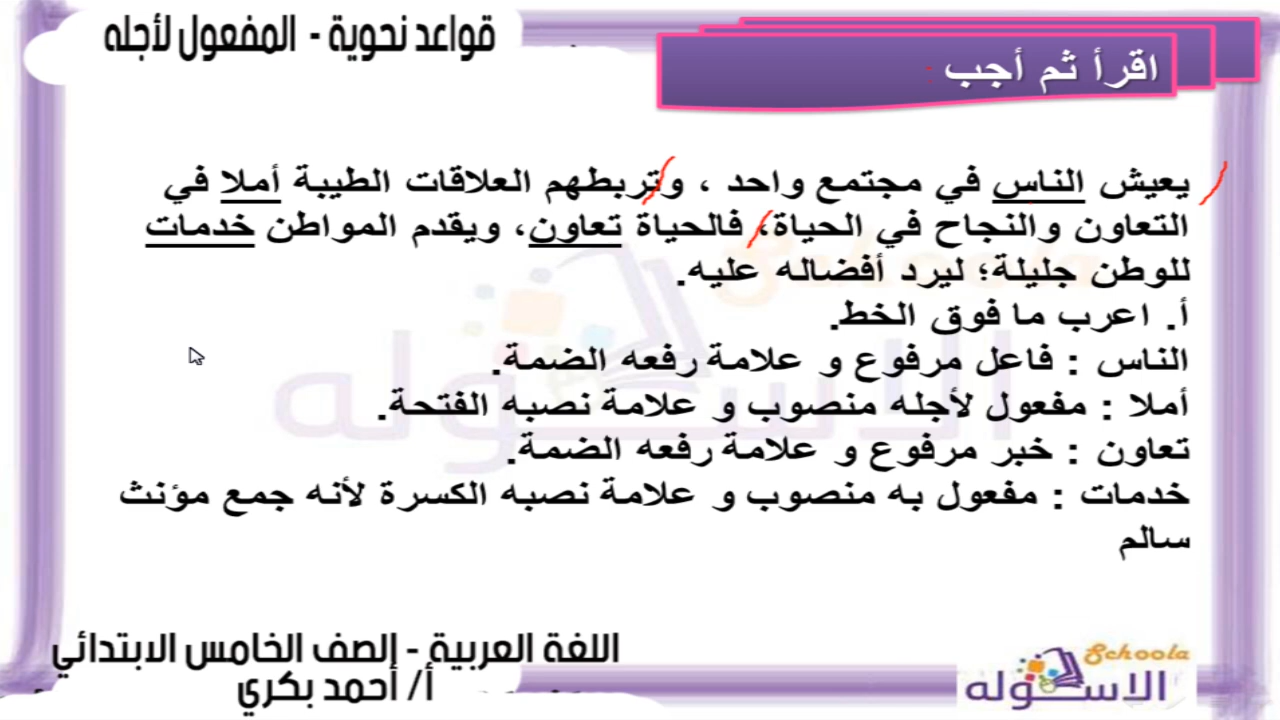 قواعد نحوية - المفعول لأجله
اقرأ ثم أجب :
يعيش الناس في مجتمع واحد ، وتربطهم العلاقات الطيبة أملا في
التعاون والنجاح في الحياة، فالحياة تعاون، ويقدم المواطن خدمات
للوطن جليلة؛ ليرد أفضاله عليه.
أ. اعرب ما فوق الخط.
الناس : فاعل مرفوع و علامة رفعه الضمة.
أملا : مفعول لأجله منصوب و علامة نصبه الفتحة.
تعاون : خبر مرفوع و علامة رفعه الضمة.
خدمات : مفعول به منصوب و علامة نصبه الكسرة لأنه جمع مؤنث
سالم
اللغة العربية - الصف الخامس الابتدائي
أ/ أحمد بكري
Schoola
الاسكوله